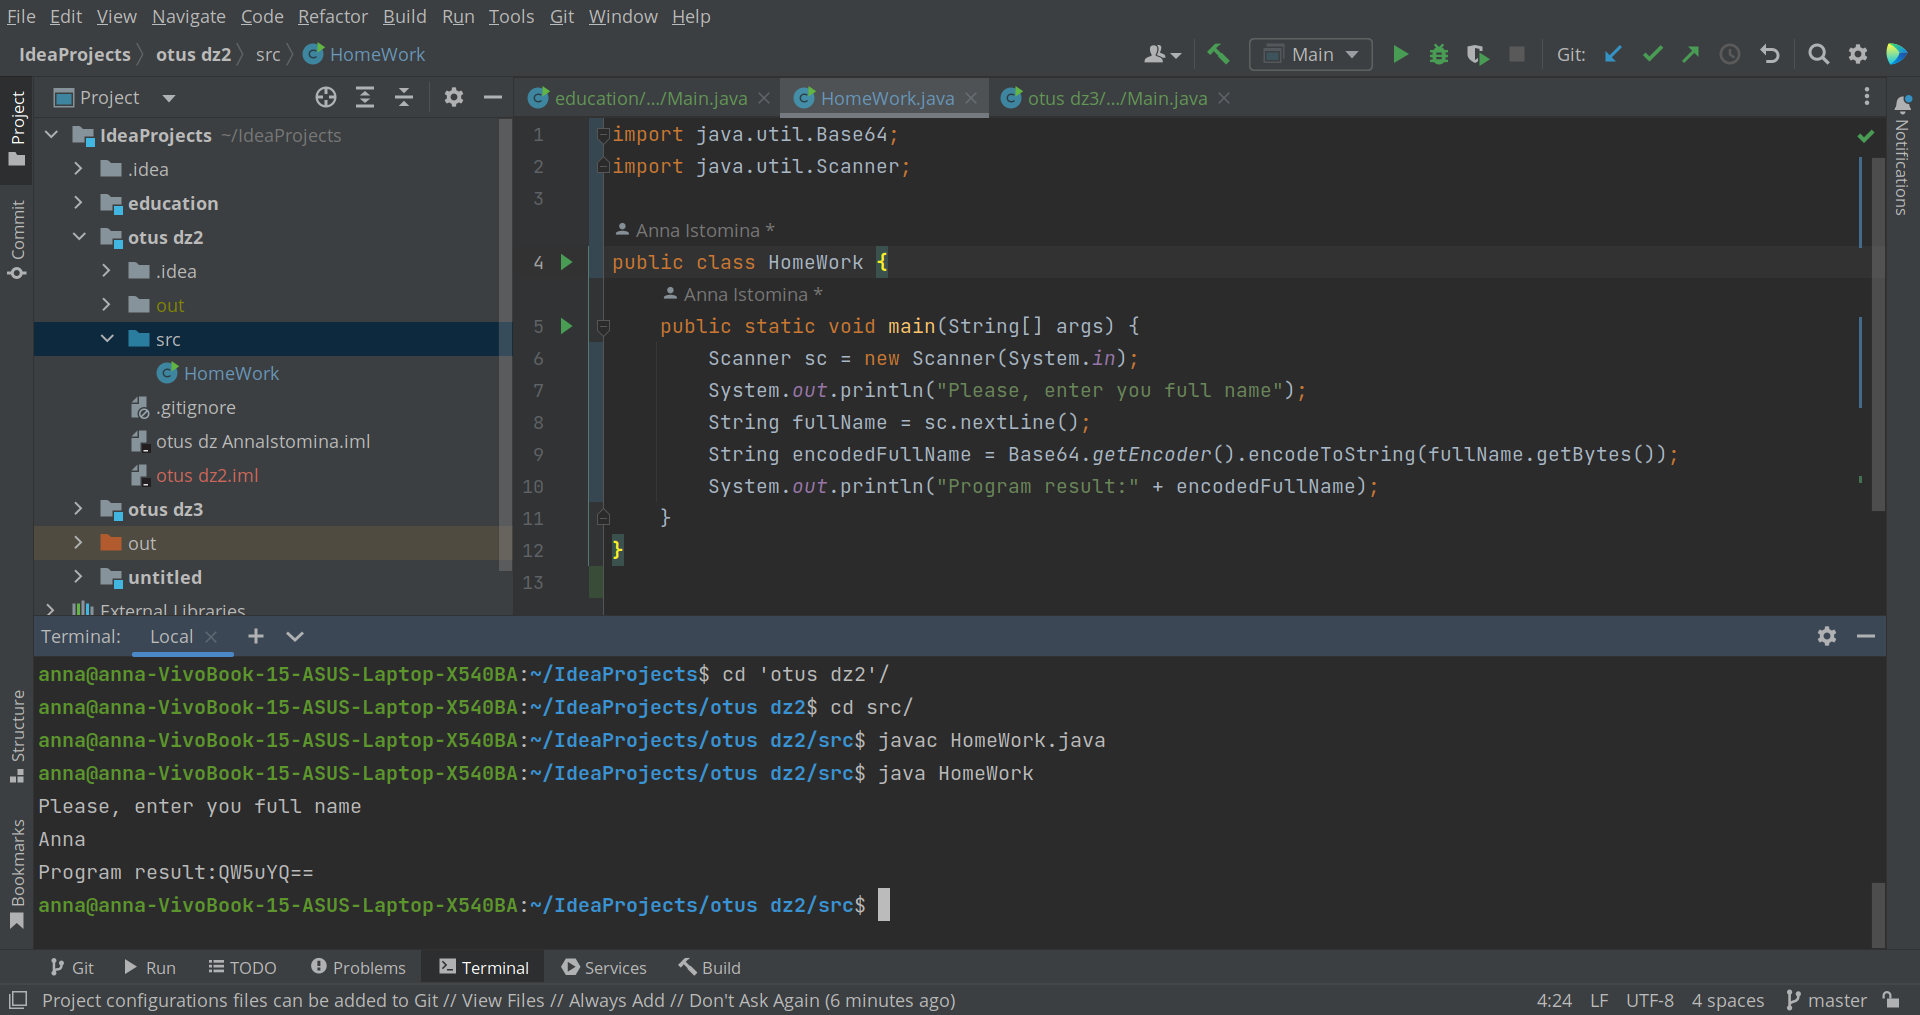 File Edit View Navigate Code Refactor Build Run Tools Git Window Help
IdeaProjects otus dz2 src HomeWork
Main Git:
Project
education/.../Main.java HomeWork.java otus dz3/.../Main.java
Project
Commit
Structure
Bookmarks
Notifications
IdeaProjects ~/IdeaProjects
.idea
education
otus dz2
.idea
out
src
HomeWork
.gitignore
otus dz AnnaIstomina.iml
otus dz2.iml
otus dz3
out
untitled
External Libraries
1 import java.util.Base64;
2 import java.util.Scanner;
3
Anna Istomina *
4 public class HomeWork {
Anna Istomina *
5 public static void main(String[] args) {
6 Scanner sc = new Scanner(System.in);
7 System.out.println("Please, enter you full name");
8 String fullName = sc.nextLine();
9 String encodedFullName = Base64.getEncoder().encodeToString(fullName.getBytes());
10 System.out.println("Program result:" + encodedFullName);
11 }
12 }
13
Terminal: Local
anna@anna-VivoBook-15-ASUS-Laptop-X540BA:~/IdeaProjects$ cd 'otus dz2'/
anna@anna-VivoBook-15-ASUS-Laptop-X540BA:~/IdeaProjects/otus dz2$ cd src/
anna@anna-VivoBook-15-ASUS-Laptop-X540BA:~/IdeaProjects/otus dz2/src$ javac HomeWork.java
anna@anna-VivoBook-15-ASUS-Laptop-X540BA:~/IdeaProjects/otus dz2/src$ java HomeWork
Please, enter you full name
Anna
Program result:QW5uYQ==
anna@anna-VivoBook-15-ASUS-Laptop-X540BA:~/IdeaProjects/otus dz2/src$
Git Run TODO Problems Terminal Services Build
Project configurations files can be added to Git // View Files // Always Add // Don't Ask Again (6 minutes ago) 4:24 LF UTF-8 4 spaces master